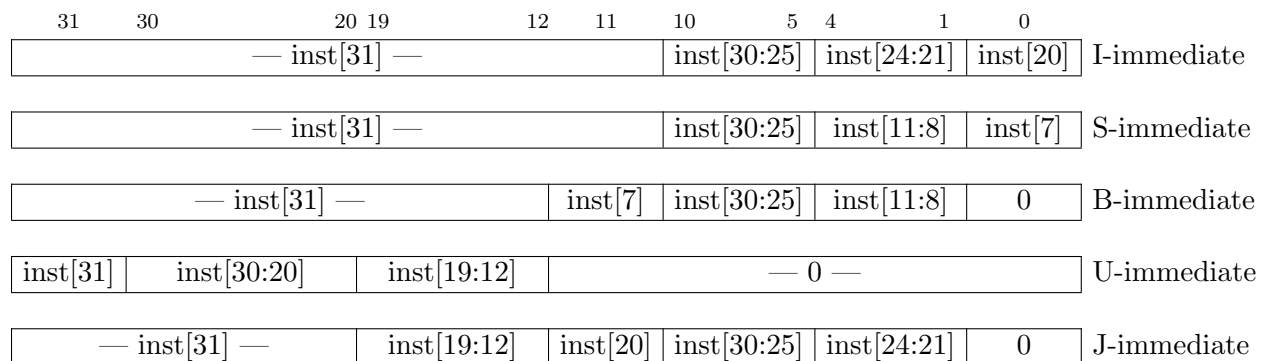 31 30 20 19 12 11 10 5 4 1 0
— inst[31] — inst[30:25] inst[24:21] inst[20] I-immediate
— inst[31] — inst[30:25] inst[11:8] inst[7] S-immediate
— inst[31] — inst[7] inst[30:25] inst[11:8] 0 B-immediate
inst[31] inst[30:20] inst[19:12] — 0 — U-immediate
— inst[31] — inst[19:12] inst[20] inst[30:25] inst[24:21] 0 J-immediate